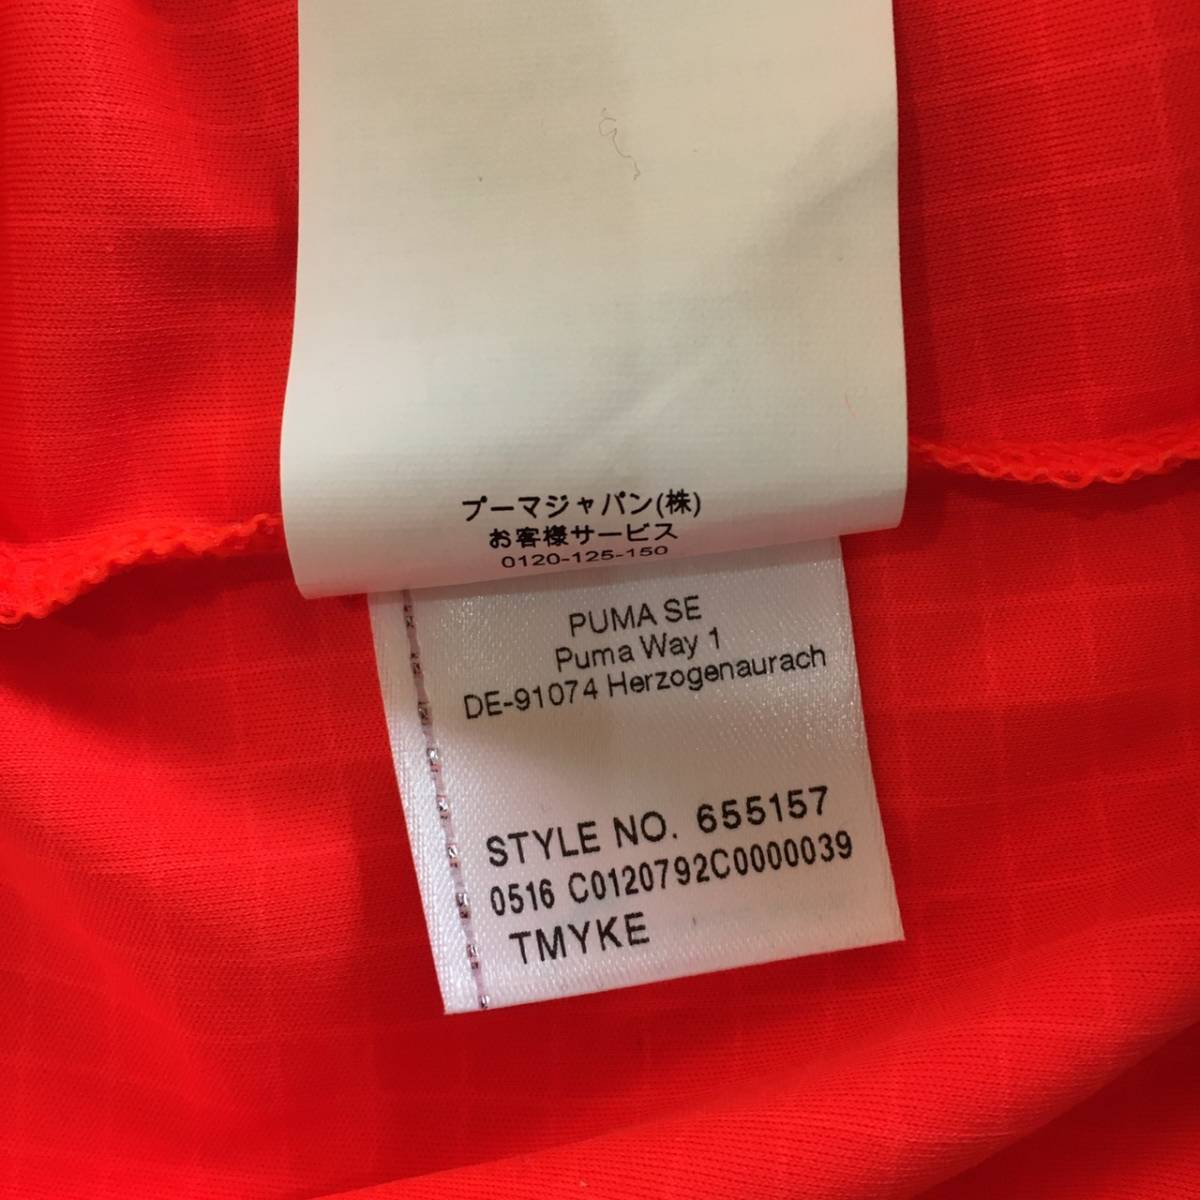 プーマジャパン(株)
お客様サービス
0120-125-150
PUMA SE
Puma Way 1
DE-91074 Herzogenaurach
STYLE NO. 655157
0516 C0120792C0000039
TMYKE